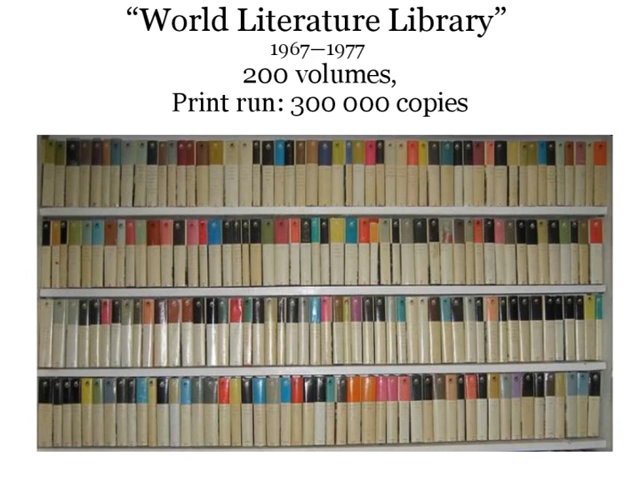 “World Literature Library”
1967—1977
200 volumes,
Print run: 300 000 copies